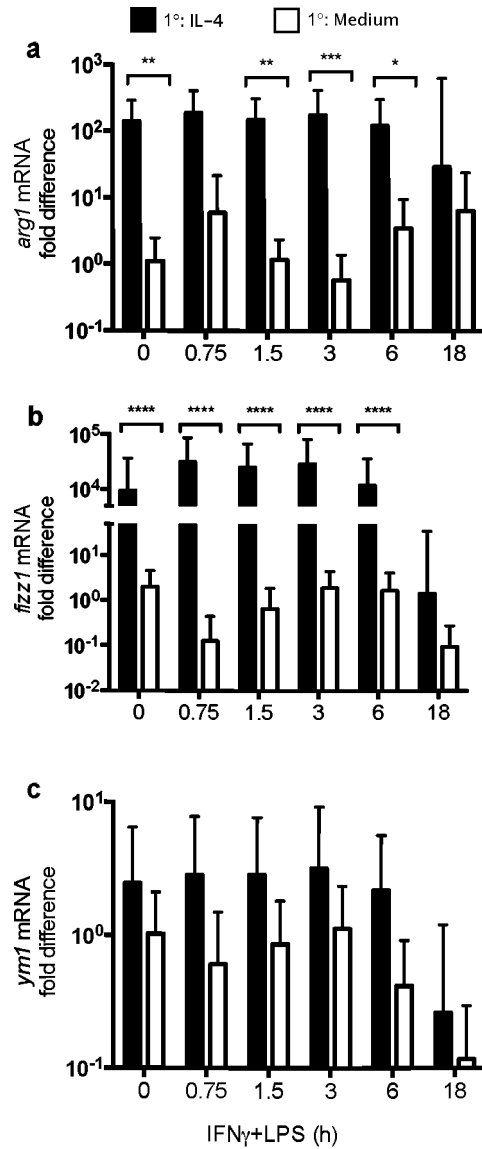 1°: IL-4 1°: Medium
a
** ** *** *
10³
10²
10¹
10⁰
10⁻¹
arg1 mRNA
fold difference
0 0.75 1.5 3 6 18
b
**** **** **** **** ****
10⁵
10⁴
10¹
10⁰
10⁻¹
10⁻²
fizz1 mRNA
fold difference
0 0.75 1.5 3 6 18
c
10¹
10⁰
10⁻¹
ym1 mRNA
fold difference
0 0.75 1.5 3 6 18
IFNγ+LPS (h)